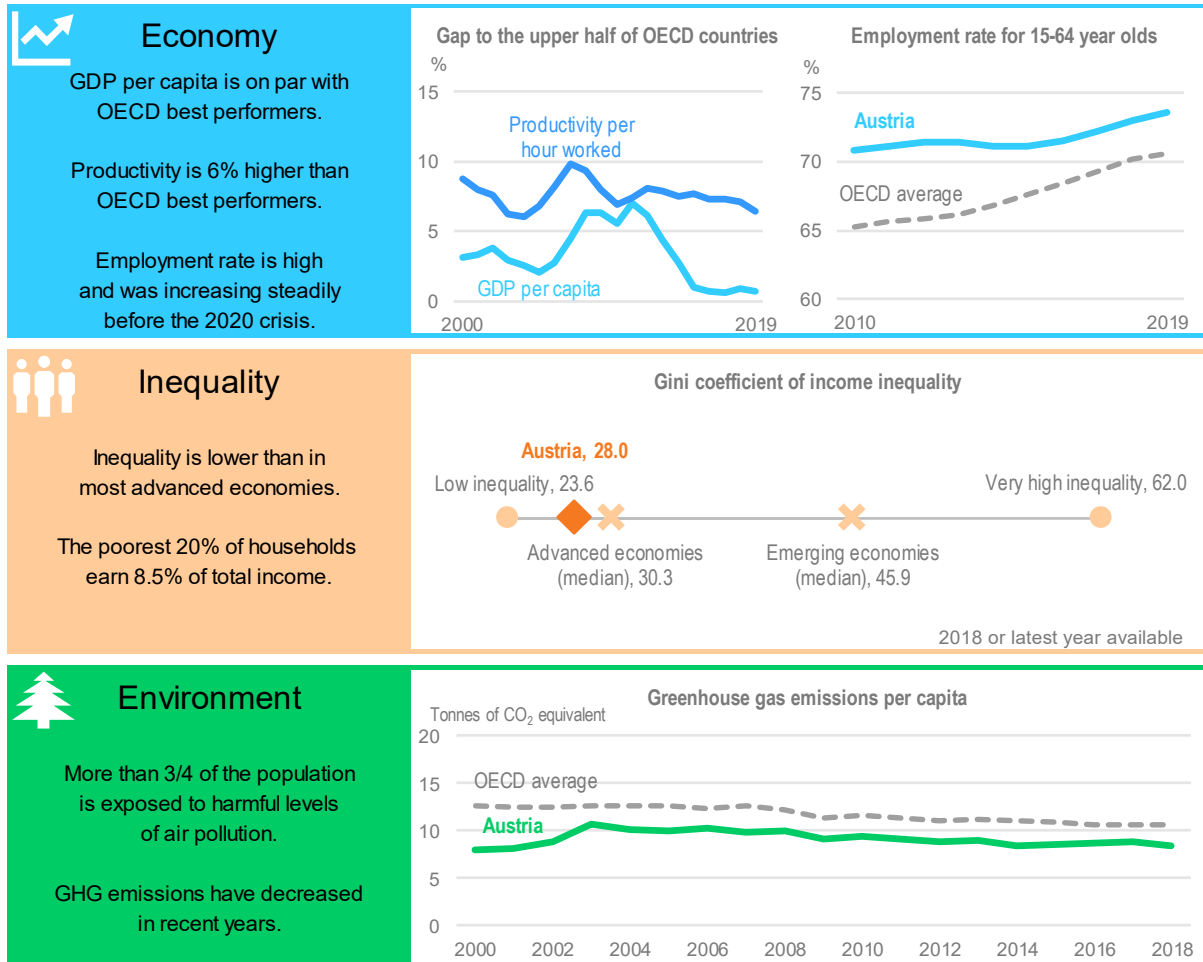 Economy
GDP per capita is on par with
OECD best performers.
Productivity is 6% higher than
OECD best performers.
Employment rate is high
and was increasing steadily
before the 2020 crisis.
Gap to the upper half of OECD countries
%
15
10
5
0
Productivity per
hour worked
GDP per capita
2000
2019
Employment rate for 15-64 year olds
%
75
70
65
60
Austria
OECD average
2010
2019
Inequality
Inequality is lower than in
most advanced economies.
The poorest 20% of households
earn 8.5% of total income.
Gini coefficient of income inequality
Austria, 28.0
Low inequality, 23.6
Very high inequality, 62.0
Advanced economies
(median), 30.3
Emerging economies
(median), 45.9
2018 or latest year available
Environment
More than 3/4 of the population
is exposed to harmful levels
of air pollution.
GHG emissions have decreased
in recent years.
Greenhouse gas emissions per capita
Tonnes of CO₂ equivalent
20
15
10
5
0
OECD average
Austria
2000 2002 2004 2006 2008 2010 2012 2014 2016 2018